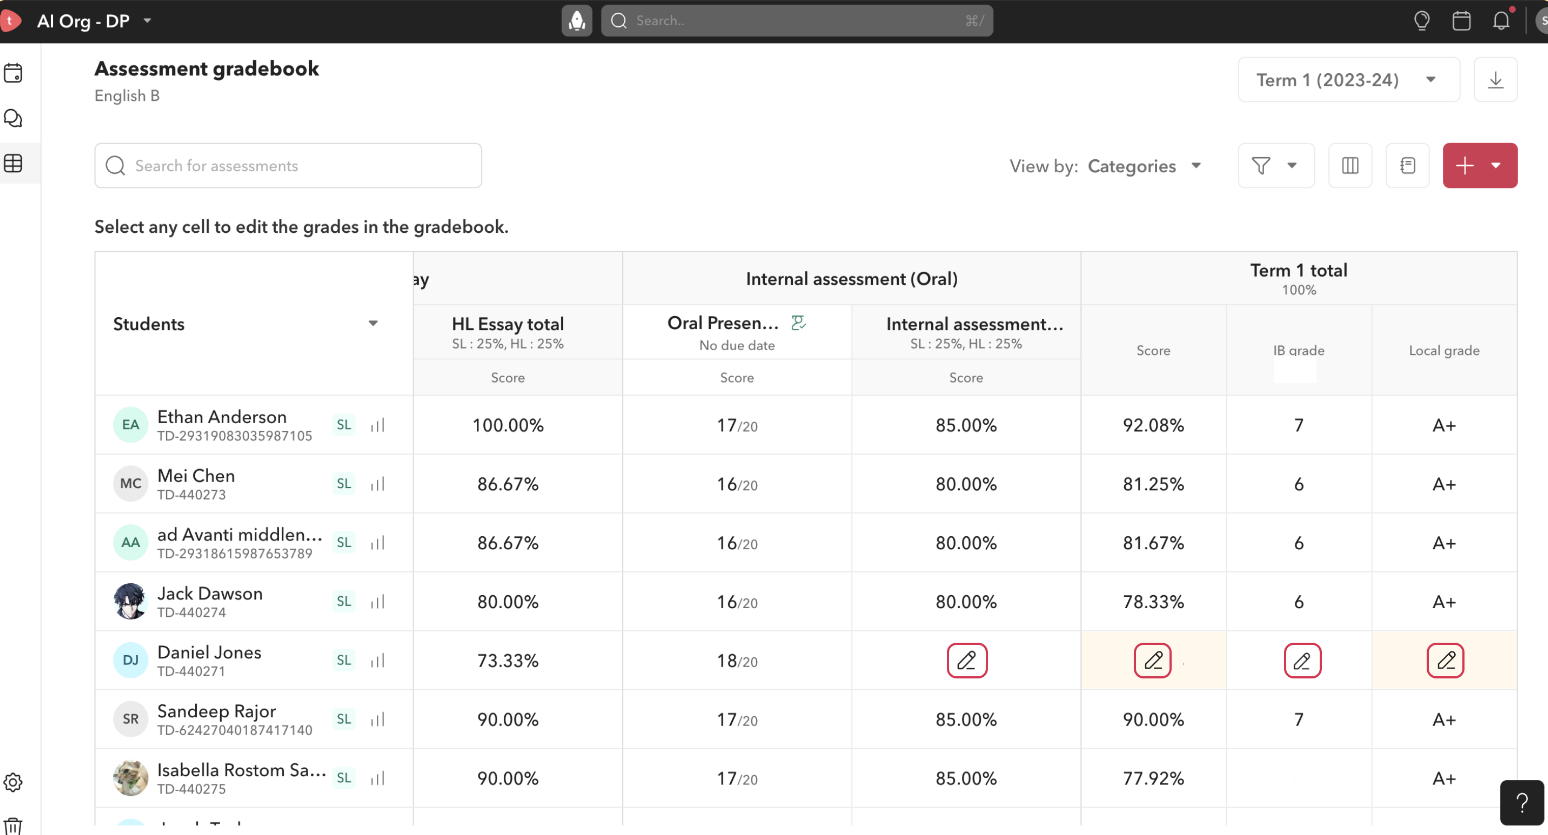 t
AI Org - DP
Search..
⌘/
S
Assessment gradebook
English B
Term 1 (2023-24)
Search for assessments
View by: Categories
Select any cell to edit the grades in the gradebook.
Students
ay
Internal assessment (Oral)
Term 1 total
100%
HL Essay total
SL : 25%, HL : 25%
Score
Oral Presen...
No due date
Score
Internal assessment...
SL : 25%, HL : 25%
Score
Score
IB grade
Local grade
EA
Ethan Anderson
TD-29319083035987105
SL
100.00%
17/20
85.00%
92.08%
7
A+
MC
Mei Chen
TD-440273
SL
86.67%
16/20
80.00%
81.25%
6
A+
AA
ad Avanti middlen...
TD-29318615987653789
SL
86.67%
16/20
80.00%
81.67%
6
A+
Jack Dawson
TD-440274
SL
80.00%
16/20
80.00%
78.33%
6
A+
DJ
Daniel Jones
TD-440271
SL
73.33%
18/20
SR
Sandeep Rajor
TD-62427040187417140
SL
90.00%
17/20
85.00%
90.00%
7
A+
Isabella Rostom Sa...
TD-440275
SL
90.00%
17/20
85.00%
77.92%
A+
?